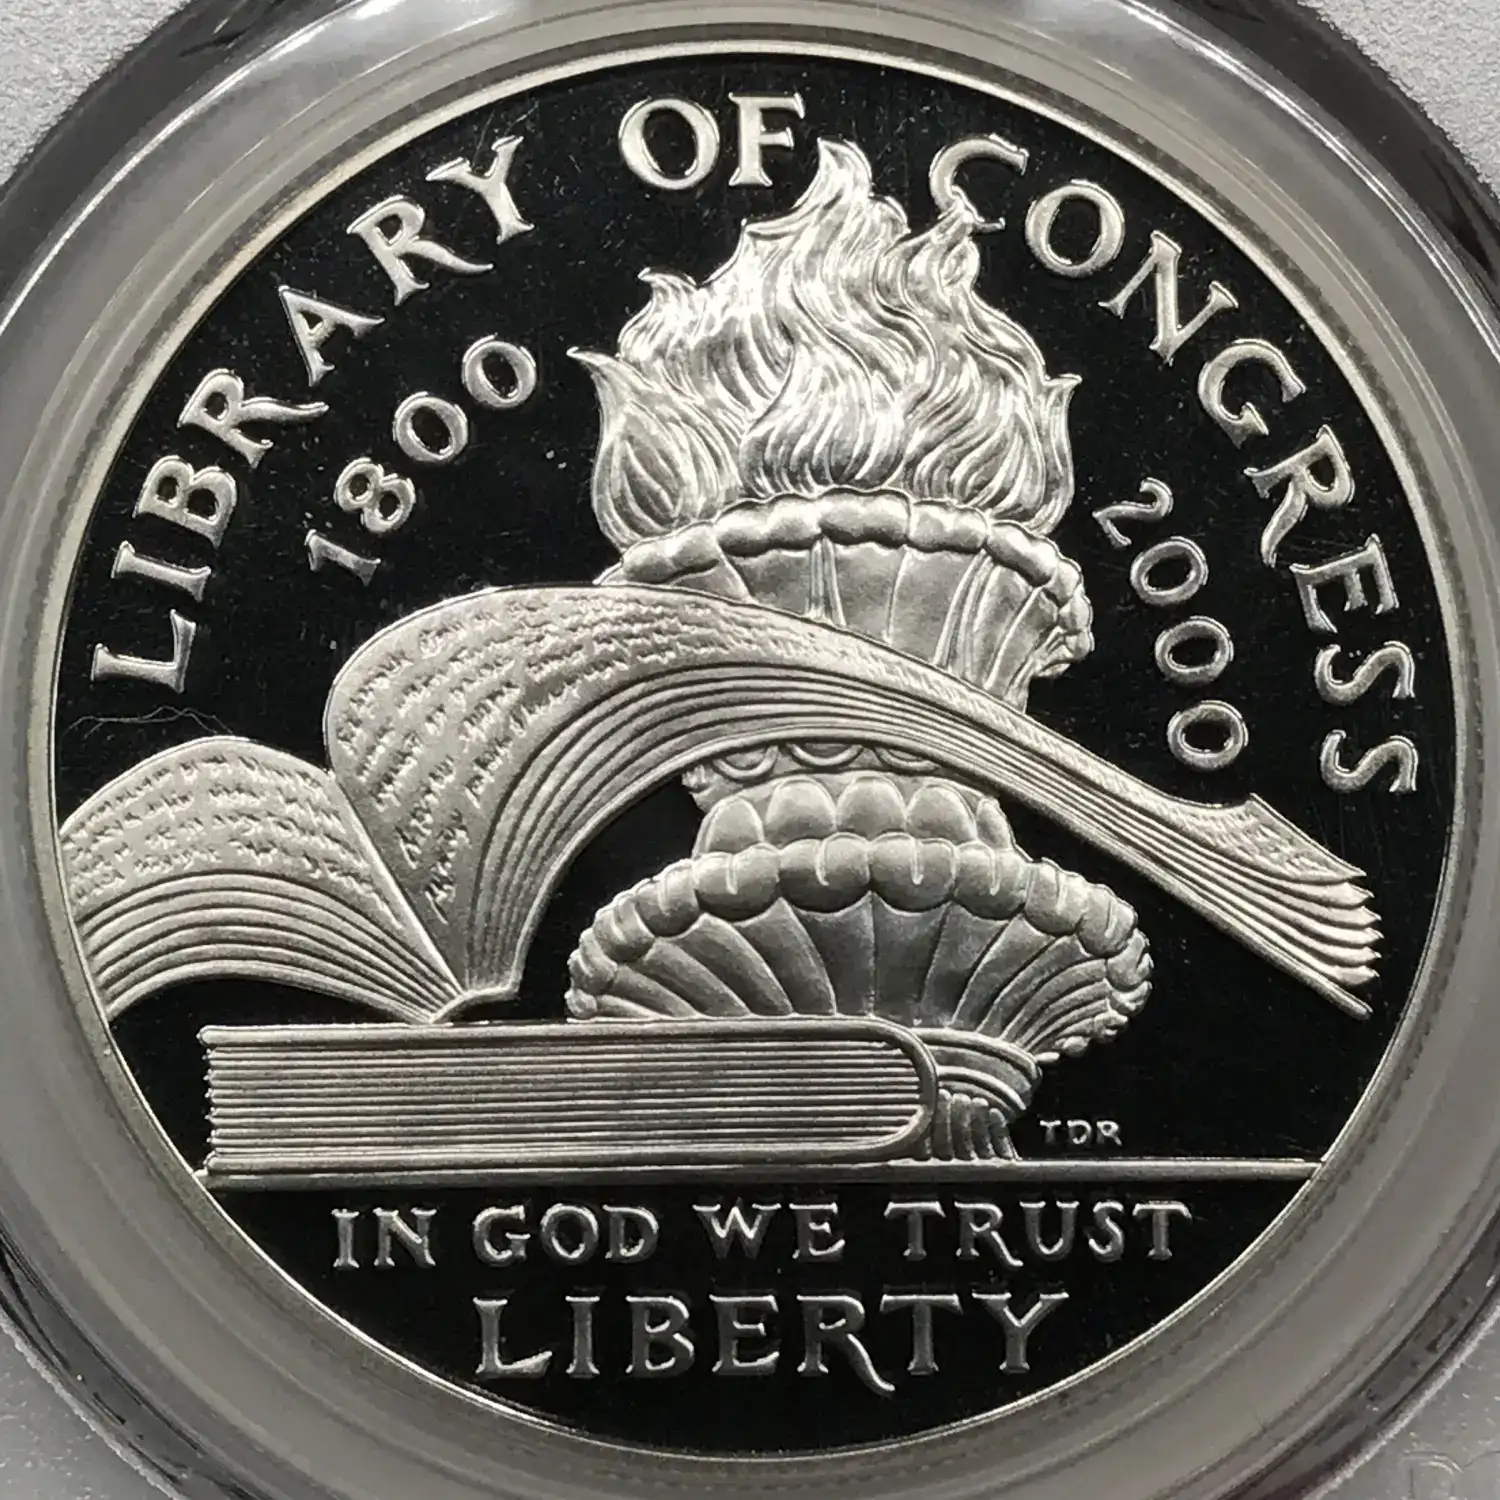 LIBRARY OF CONGRESS
1800 2000
TDR
IN GOD WE TRUST
LIBERTY